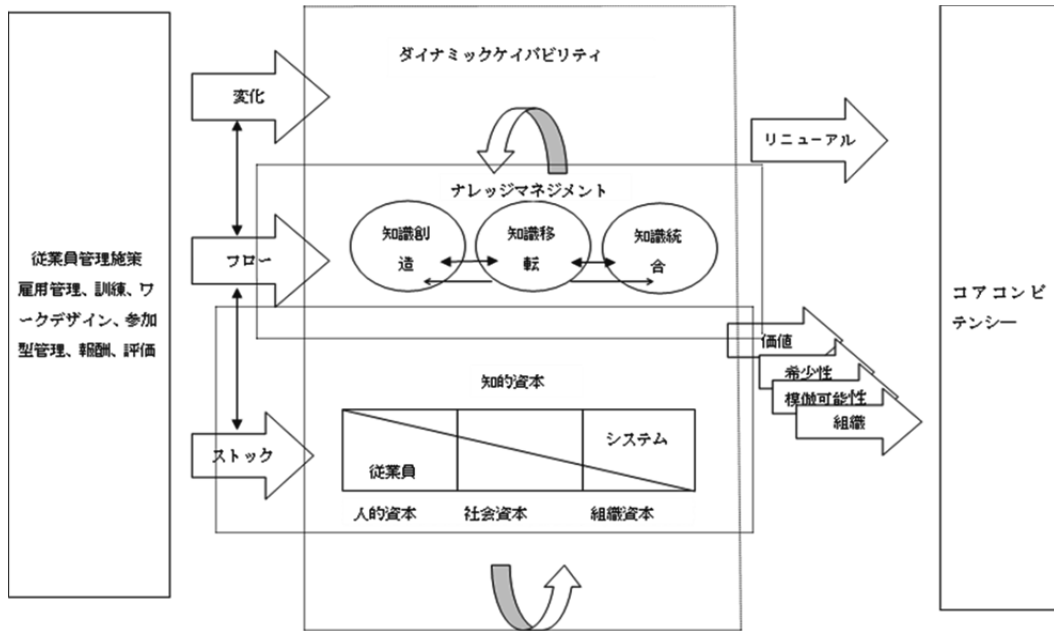 従業員管理施策
雇用管理、訓練、ワ
ークデザイン、参加
型管理、報酬、評価
変化
フロー
ストック
ダイナミックケイパビリティ
ナレッジマネジメント
知識創
造
知識移
転
知識統
合
知的資本
従業員
システム
人的資本
社会資本
組織資本
リニューアル
価値
希少性
模倣可能性
組織
コアコンピ
テンシー